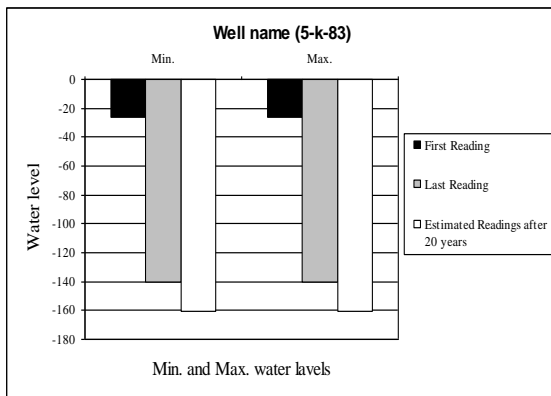 Well name (5-k-83)
Min.
Max.
0
-20
-40
-60
-80
-100
-120
-140
-160
-180
Water level
First Reading
Last Reading
Estimated Readings after
20 years
Min. and Max. water lavels